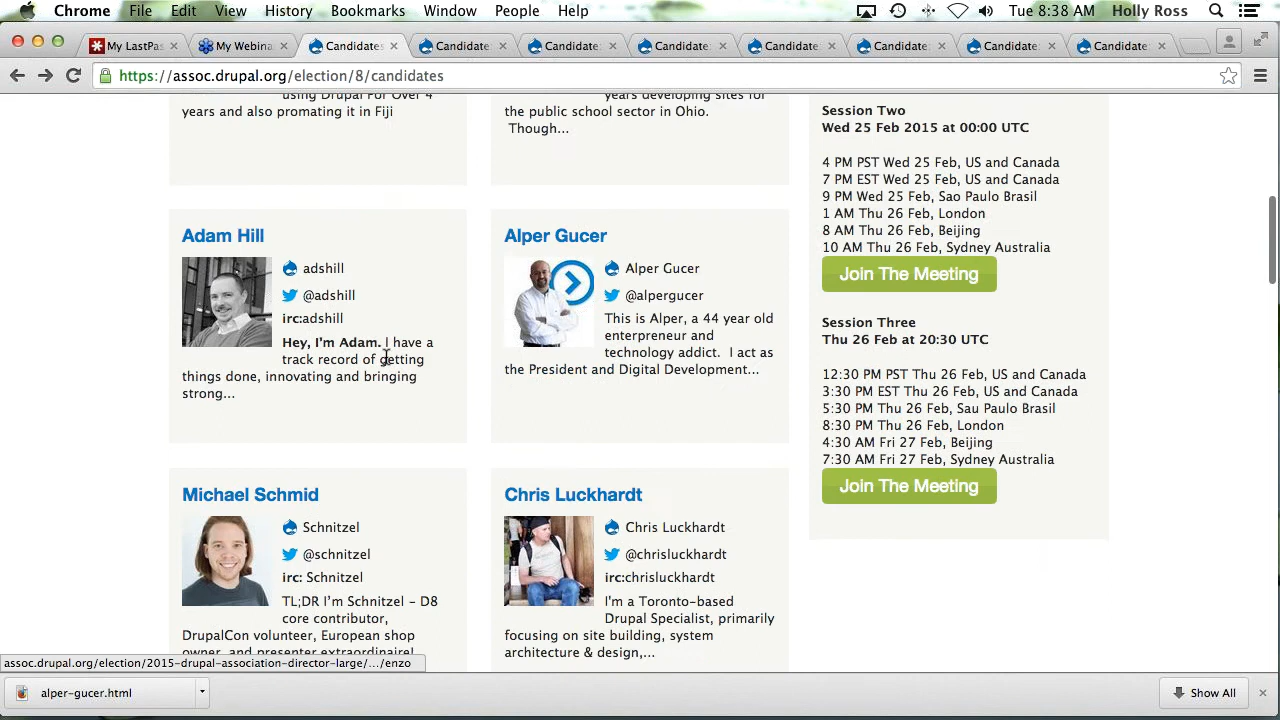 Chrome File Edit View History Bookmarks Window People Help Tue 8:38 AM Holly Ross
My LastPas My Webina Candidates Candidate Candidate Candidate Candidate Candidate Candidate Candidate
https://assoc.drupal.org/election/8/candidates
using Drupal For Over 4
years and also promating it in Fiji
years developing sites for
the public school sector in Ohio.
Though...
Adam Hill
adshill
@adshill
irc:adshill
Hey, I'm Adam. I have a
track record of getting
things done, innovating and bringing
strong...
Alper Gucer
Alper Gucer
@alpergucer
This is Alper, a 44 year old
enterpreneur and
technology addict. I act as
the President and Digital Development...
Michael Schmid
Schnitzel
@schnitzel
irc: Schnitzel
TL;DR I'm Schnitzel - D8
core contributor,
DrupalCon volunteer, European shop
owner, and presenter extraordinaire!
Chris Luckhardt
Chris Luckhardt
@chrisluckhardt
irc:chrisluckhardt
I'm a Toronto-based
Drupal Specialist, primarily
focusing on site building, system
architecture & design,...
Session Two
Wed 25 Feb 2015 at 00:00 UTC
4 PM PST Wed 25 Feb, US and Canada
7 PM EST Wed 25 Feb, US and Canada
9 PM Wed 25 Feb, Sao Paulo Brasil
1 AM Thu 26 Feb, London
8 AM Thu 26 Feb, Beijing
10 AM Thu 26 Feb, Sydney Australia
Join The Meeting
Session Three
Thu 26 Feb at 20:30 UTC
12:30 PM PST Thu 26 Feb, US and Canada
3:30 PM EST Thu 26 Feb, US and Canada
5:30 PM Thu 26 Feb, Sau Paulo Brasil
8:30 PM Thu 26 Feb, London
4:30 AM Fri 27 Feb, Beijing
7:30 AM Fri 27 Feb, Sydney Australia
Join The Meeting
assoc.drupal.org/election/2015-drupal-association-director-large/.../enzo
alper-gucer.html
Show All